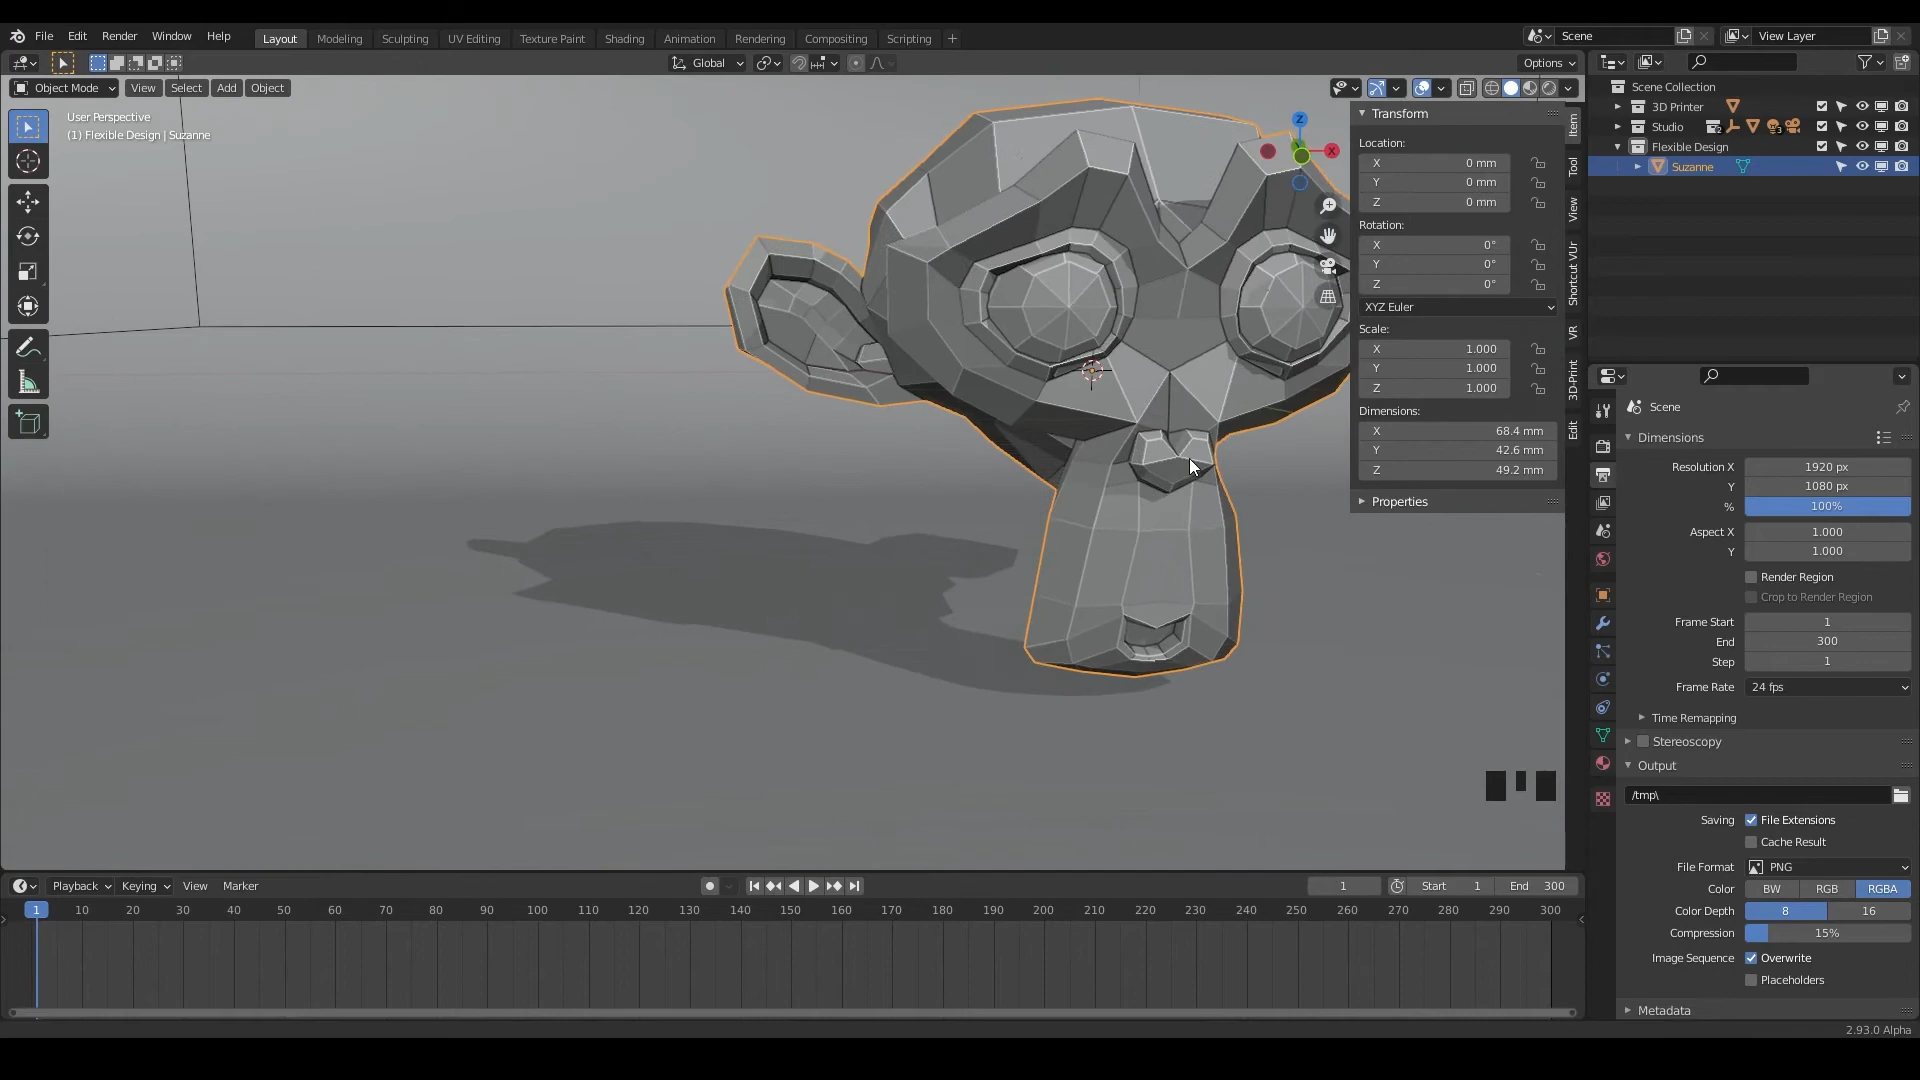 File Edit Render Window Help Layout Modeling Sculpting UV Editing Texture Paint Shading Animation Rendering Compositing Scripting + Scene View Layer
Global Options
Object Mode View Select Add Object
User Perspective
(1) Flexible Design | Suzanne
Z
X
Transform
Location:
X 0 mm
Y 0 mm
Z 0 mm
Rotation:
X 0°
Y 0°
Z 0°
XYZ Euler
Scale:
X 1.000
Y 1.000
Z 1.000
Dimensions:
X 68.4 mm
Y 42.6 mm
Z 49.2 mm
Properties
Item
Tool
View
Shortcut VUr
VR
3D-Print
Edit
Scene Collection
3D Printer
Studio 2 3
Flexible Design
Suzanne
Scene
Dimensions
Resolution X 1920 px
Y 1080 px
% 100%
Aspect X 1.000
Y 1.000
Render Region
Crop to Render Region
Frame Start 1
End 300
Step 1
Frame Rate 24 fps
Time Remapping
Stereoscopy
Output
/tmp\
Saving File Extensions
Cache Result
File Format PNG
Color BW RGB RGBA
Color Depth 8 16
Compression 15%
Image Sequence Overwrite
Placeholders
Metadata
Playback Keying View Marker 1 Start 1 End 300
1 10 20 30 40 50 60 70 80 90 100 110 120 130 140 150 160 170 180 190 200 210 220 230 240 250 260 270 280 290 300
2.93.0 Alpha